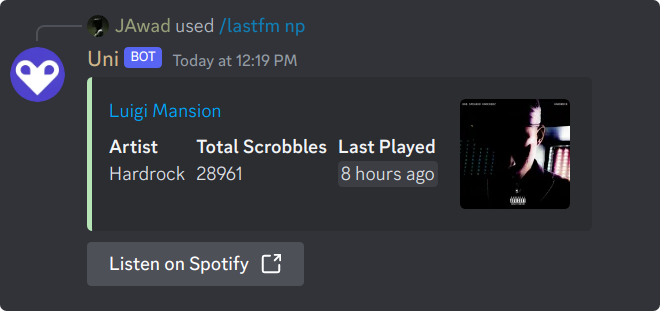 JAwad used /lastfm np
Uni BOT Today at 12:19 PM
Luigi Mansion
Artist Total Scrobbles Last Played
Hardrock 28961 8 hours ago
Listen on Spotify